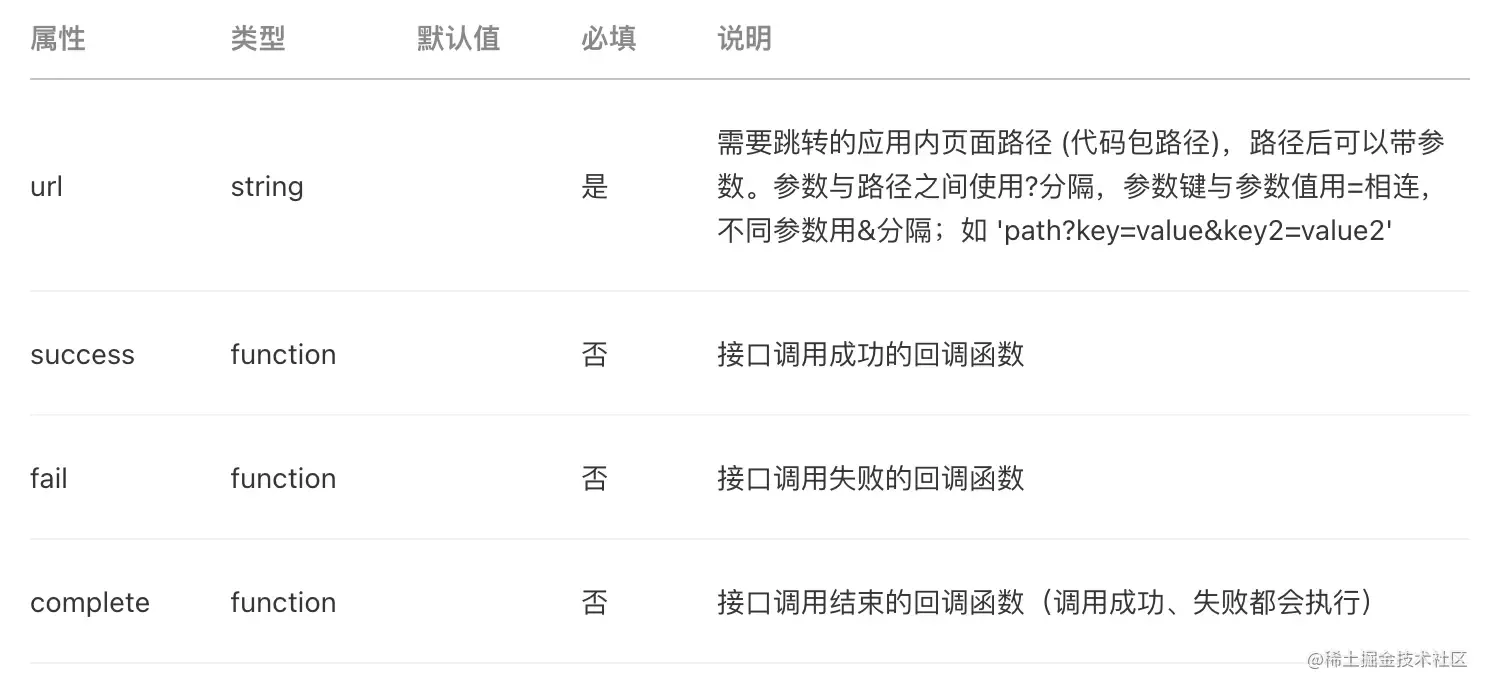 属性 类型 默认值 必填 说明
需要跳转的应用内页面路径 (代码包路径)，路径后可以带参
url string 是 数。参数与路径之间使用?分隔，参数键与参数值用=相连，
不同参数用&分隔；如 'path?key=value&key2=value2'
success function 否 接口调用成功的回调函数
fail function 否 接口调用失败的回调函数
complete function 否 接口调用结束的回调函数（调用成功、失败都会执行）
@稀土掘金技术社区